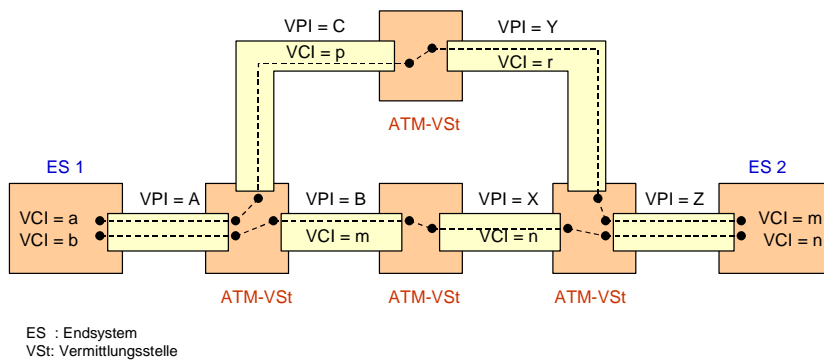 VPI = C
VPI = Y
VCI = p
VCI = r
ATM-VSt
ES 1
ES 2
VPI = A
VPI = B
VPI = X
VPI = Z
VCI = a
VCI = m
VCI = b
VCI = m
VCI = n
VCI = n
ATM-VSt
ATM-VSt
ATM-VSt
ES : Endsystem
VSt: Vermittlungsstelle